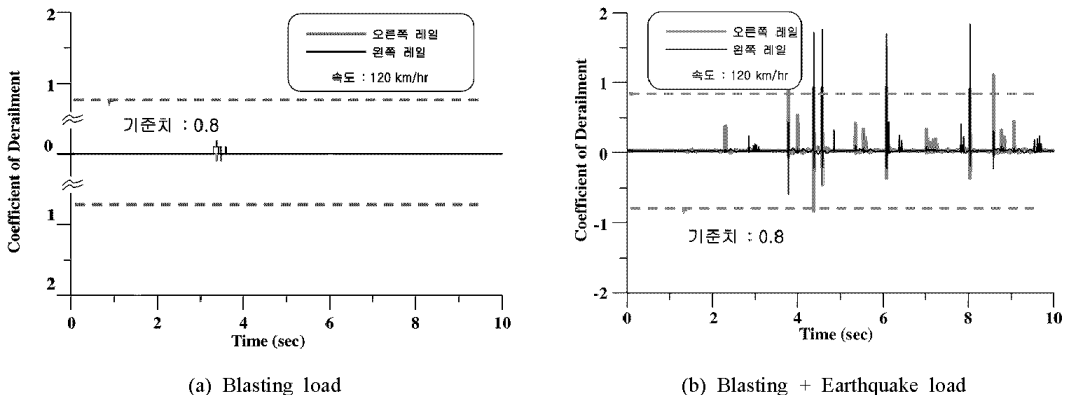 2
1
0
1
2
Coefficient of Derailment
오른쪽 레일
왼쪽 레일
속도 : 120 km/hr
기준치 : 0.8
0
2
4
6
8
10
Time (sec)
(a) Blasting load
2
1
0
-1
-2
Coefficient of Derailment
오른쪽 레일
왼쪽 레일
속도 : 120 km/hr
기준치 : 0.8
0
2
4
6
8
10
Time (sec)
(b) Blasting + Earthquake load